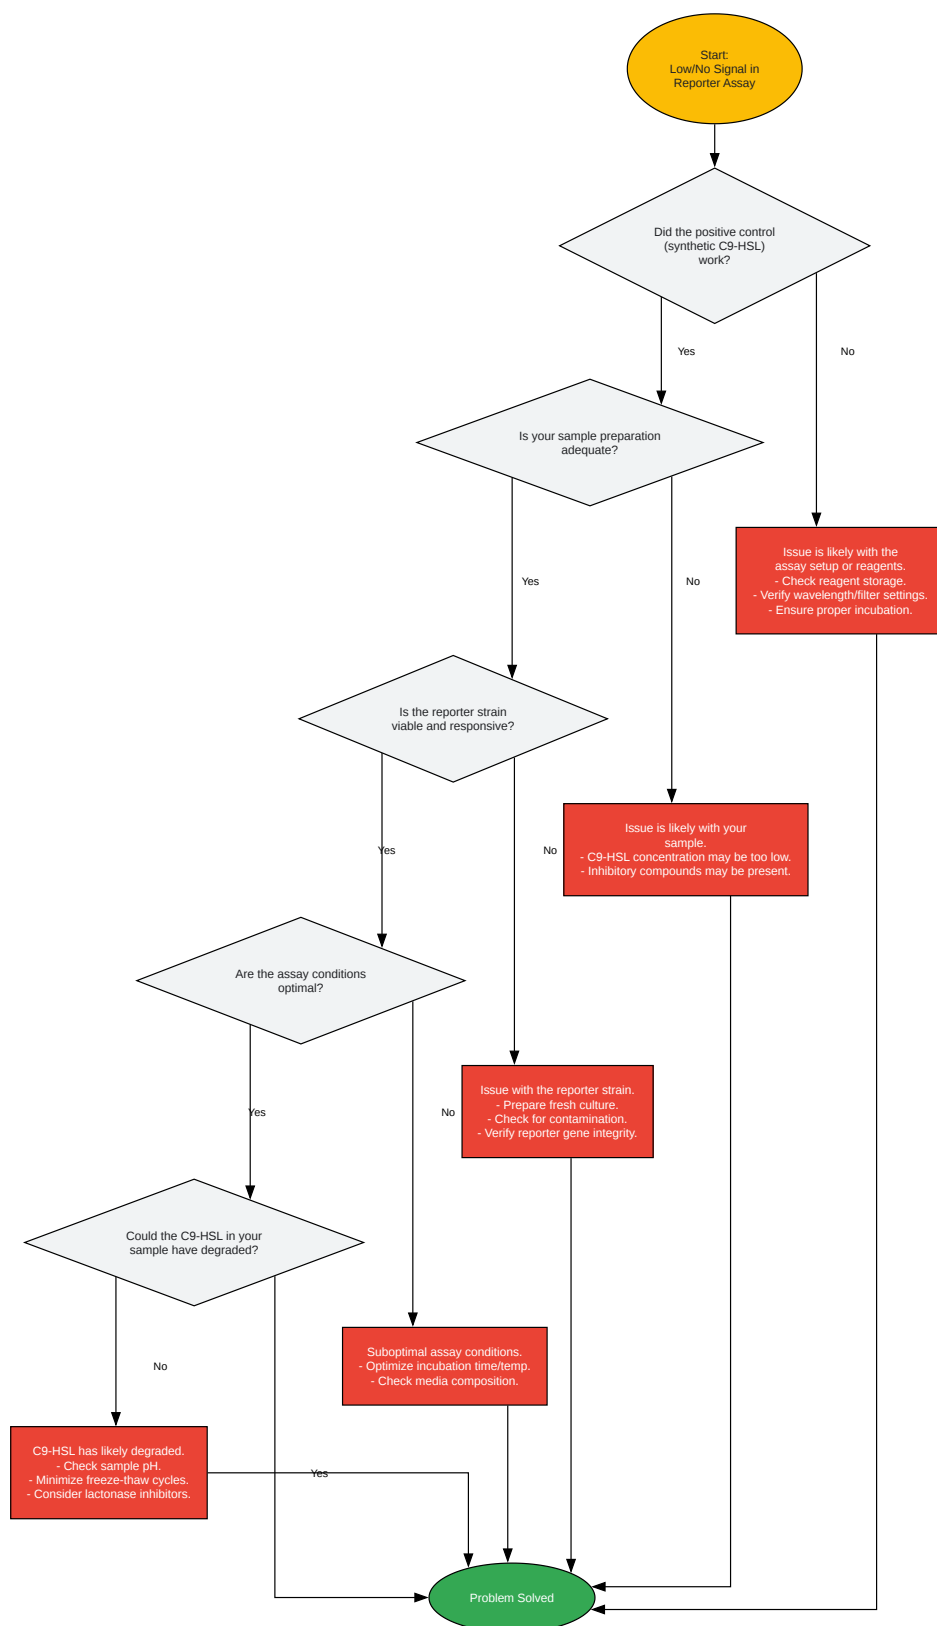 Start:
Low/No Signal in
Reporter Assay
Did the positive control
(synthetic C9-HSL)
work?
Yes
No
Is your sample preparation
adequate?
Issue is likely with the
assay setup or reagents.
- Check reagent storage.
- Verify wavelength/filter settings.
- Ensure proper incubation.
Yes
No
Is the reporter strain
viable and responsive?
Issue is likely with your
sample.
- C9-HSL concentration may be too low.
- Inhibitory compounds may be present.
Yes
No
Are the assay conditions
optimal?
Issue with the reporter strain.
- Prepare fresh culture.
- Check for contamination.
- Verify reporter gene integrity.
Yes
No
Could the C9-HSL in your
sample have degraded?
Suboptimal assay conditions.
- Optimize incubation time/temp.
- Check media composition.
No
C9-HSL has likely degraded.
- Check sample pH.
- Minimize freeze-thaw cycles.
- Consider lactonase inhibitors.
Yes
Problem Solved